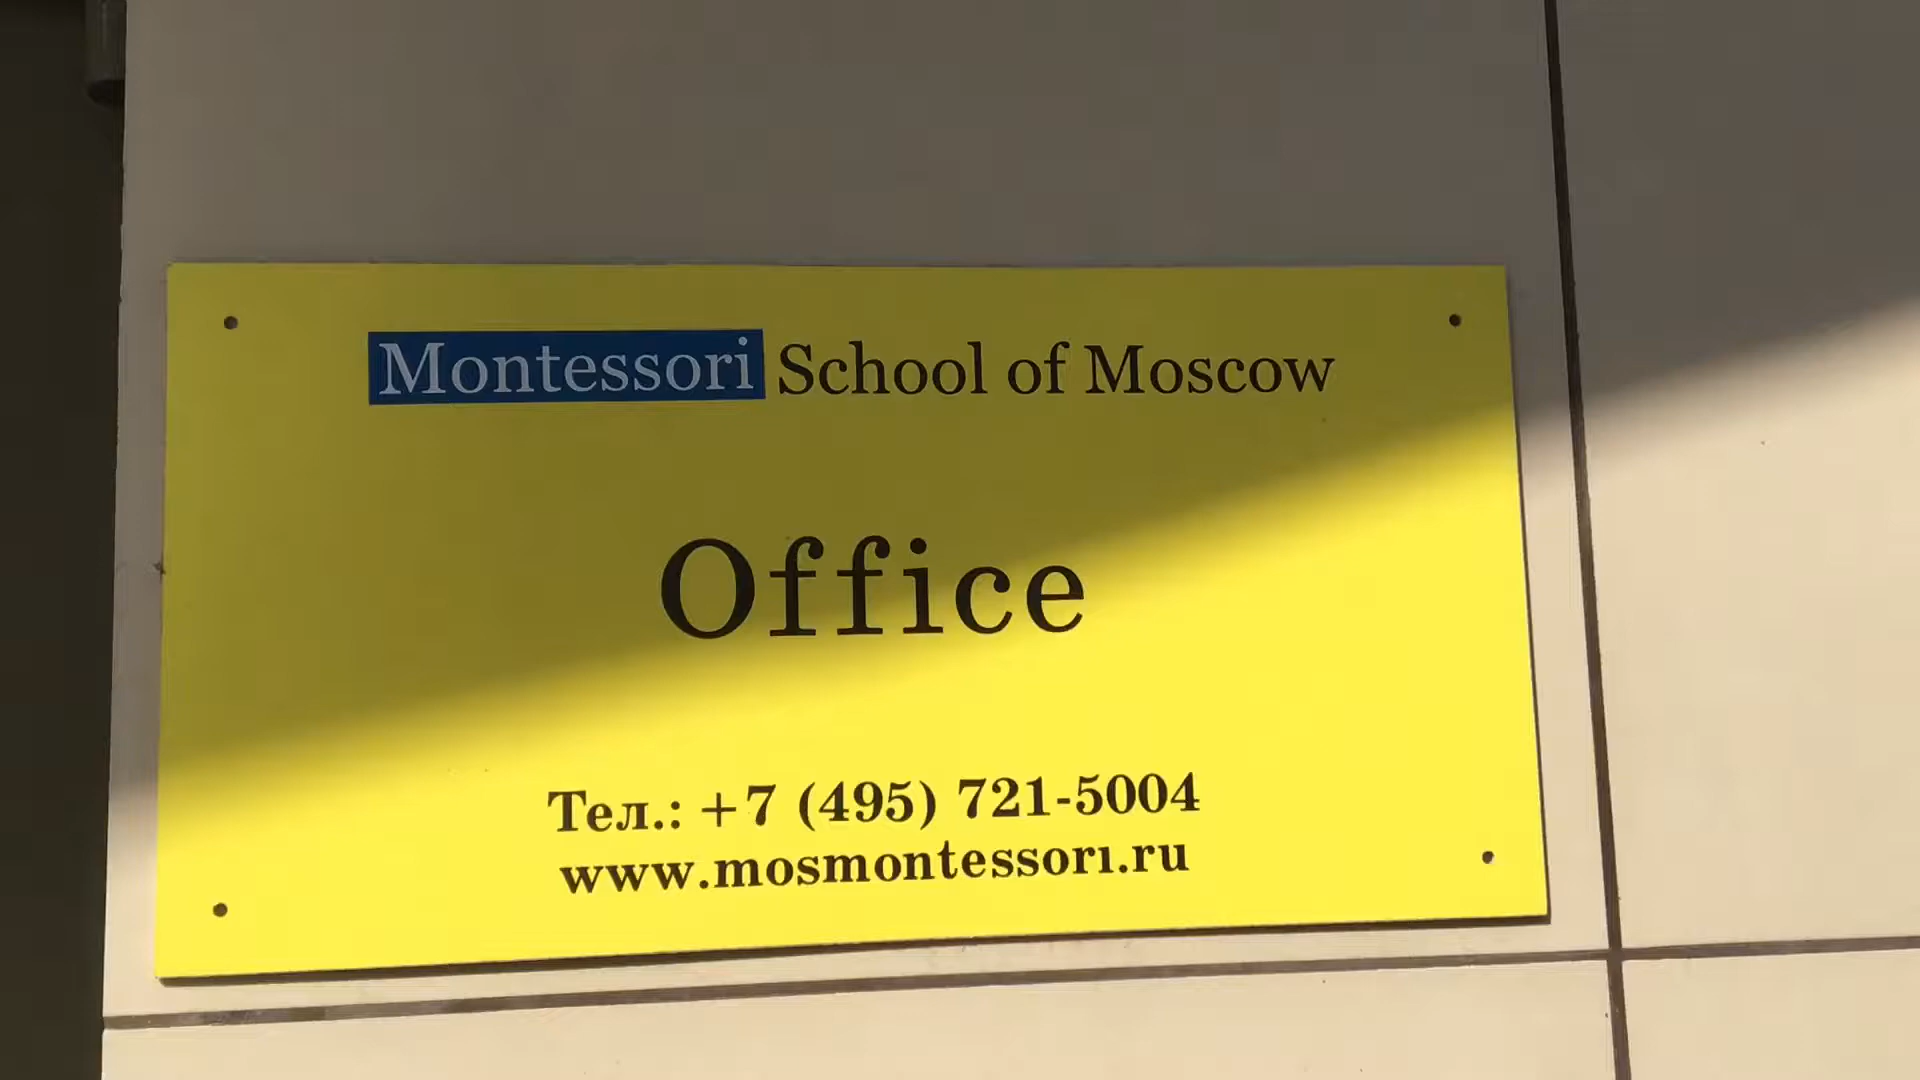 Montessori School of Moscow
Office
Тел.: +7 (495) 721-5004
www.mosmontessori.ru